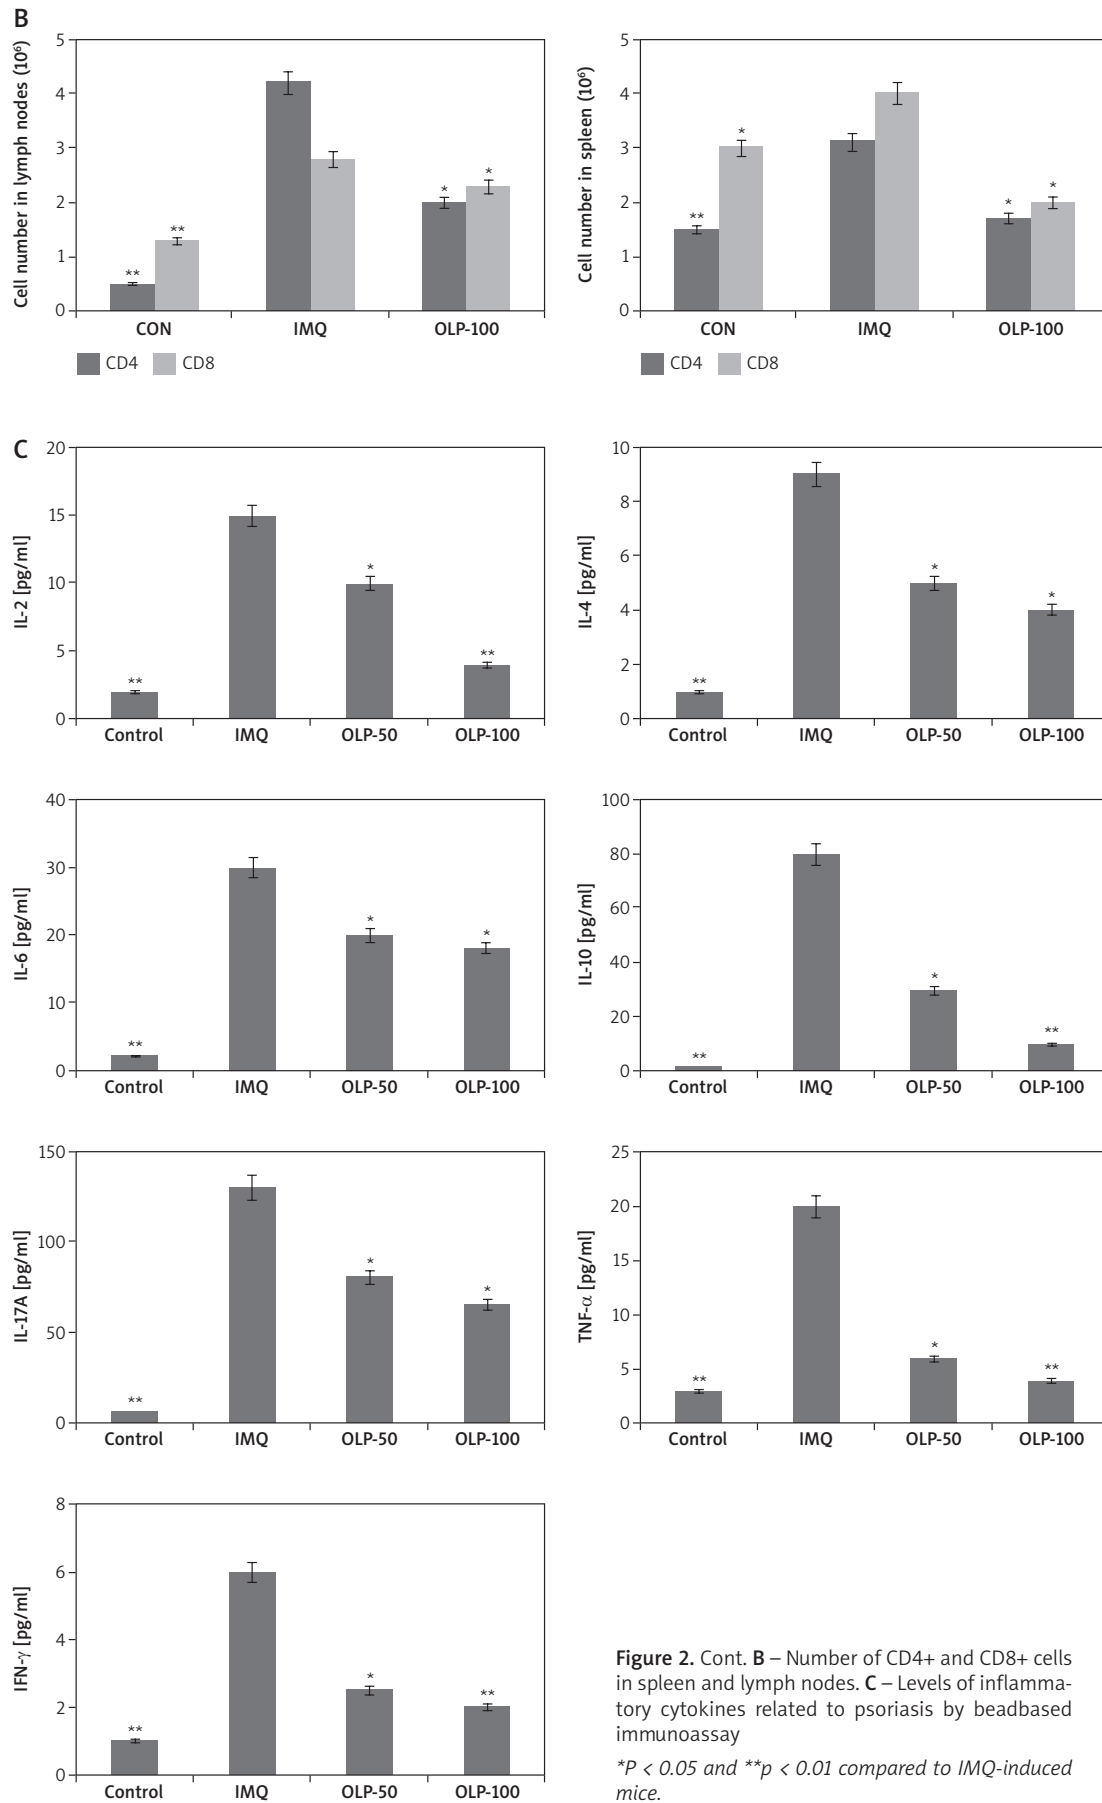 B
Cell number in lymph nodes (10⁶)
5
4
3
2
1
0
**
**
*
*
CON IMQ OLP-100
CD4 CD8
Cell number in spleen (10⁶)
5
4
3
2
1
0
**
*
*
*
CON IMQ OLP-100
CD4 CD8
C
IL-2 [pg/ml]
20
15
10
5
0
**
*
**
Control IMQ OLP-50 OLP-100
IL-4 [pg/ml]
10
8
6
4
2
0
**
*
*
Control IMQ OLP-50 OLP-100
IL-6 [pg/ml]
40
30
20
10
0
**
*
*
Control IMQ OLP-50 OLP-100
IL-10 [pg/ml]
100
80
60
40
20
0
**
*
**
Control IMQ OLP-50 OLP-100
IL-17A [pg/ml]
150
100
50
0
**
*
*
Control IMQ OLP-50 OLP-100
TNF-α [pg/ml]
25
20
15
10
5
0
**
*
**
Control IMQ OLP-50 OLP-100
IFN-γ [pg/ml]
8
6
4
2
0
**
*
**
Control IMQ OLP-50 OLP-100
Figure 2. Cont. B – Number of CD4+ and CD8+ cells
in spleen and lymph nodes. C – Levels of inflamma-
tory cytokines related to psoriasis by beadbased
immunoassay
*P < 0.05 and **p < 0.01 compared to IMQ-induced
mice.